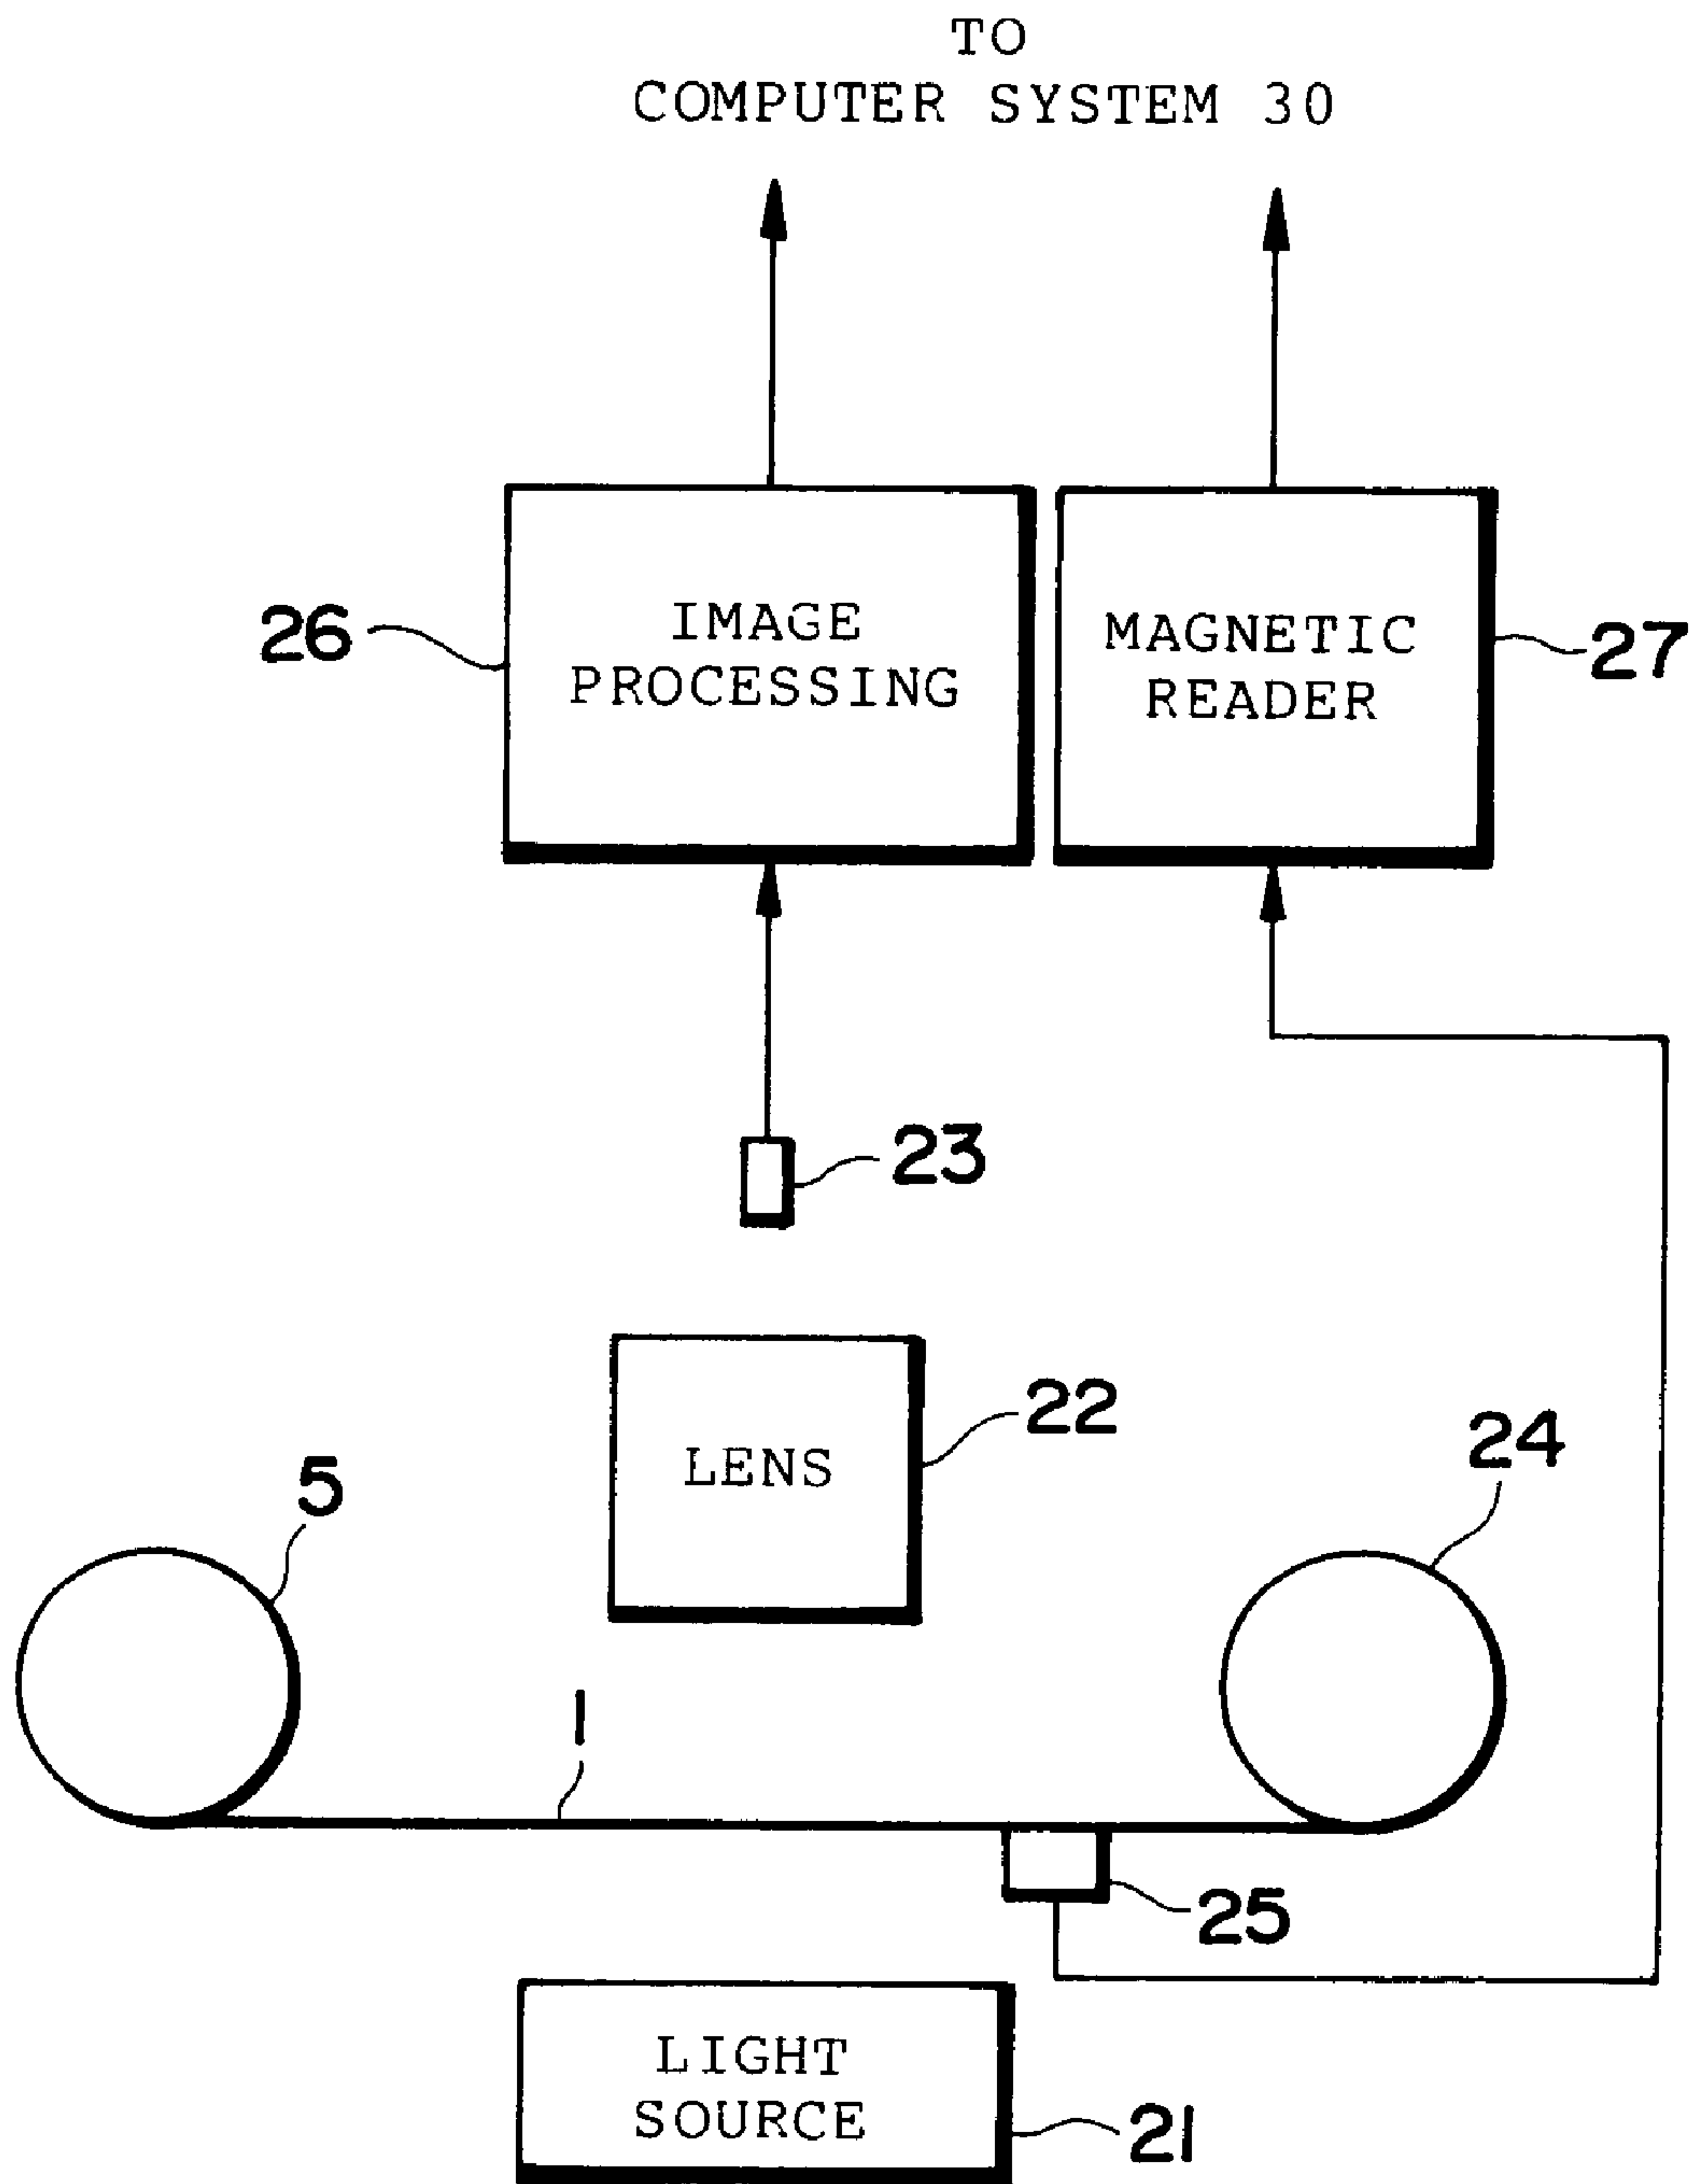 TO
COMPUTER SYSTEM 30
26
IMAGE
PROCESSING
MAGNETIC
READER
27
23
LENS
22
24
5
1
25
LIGHT
SOURCE
21